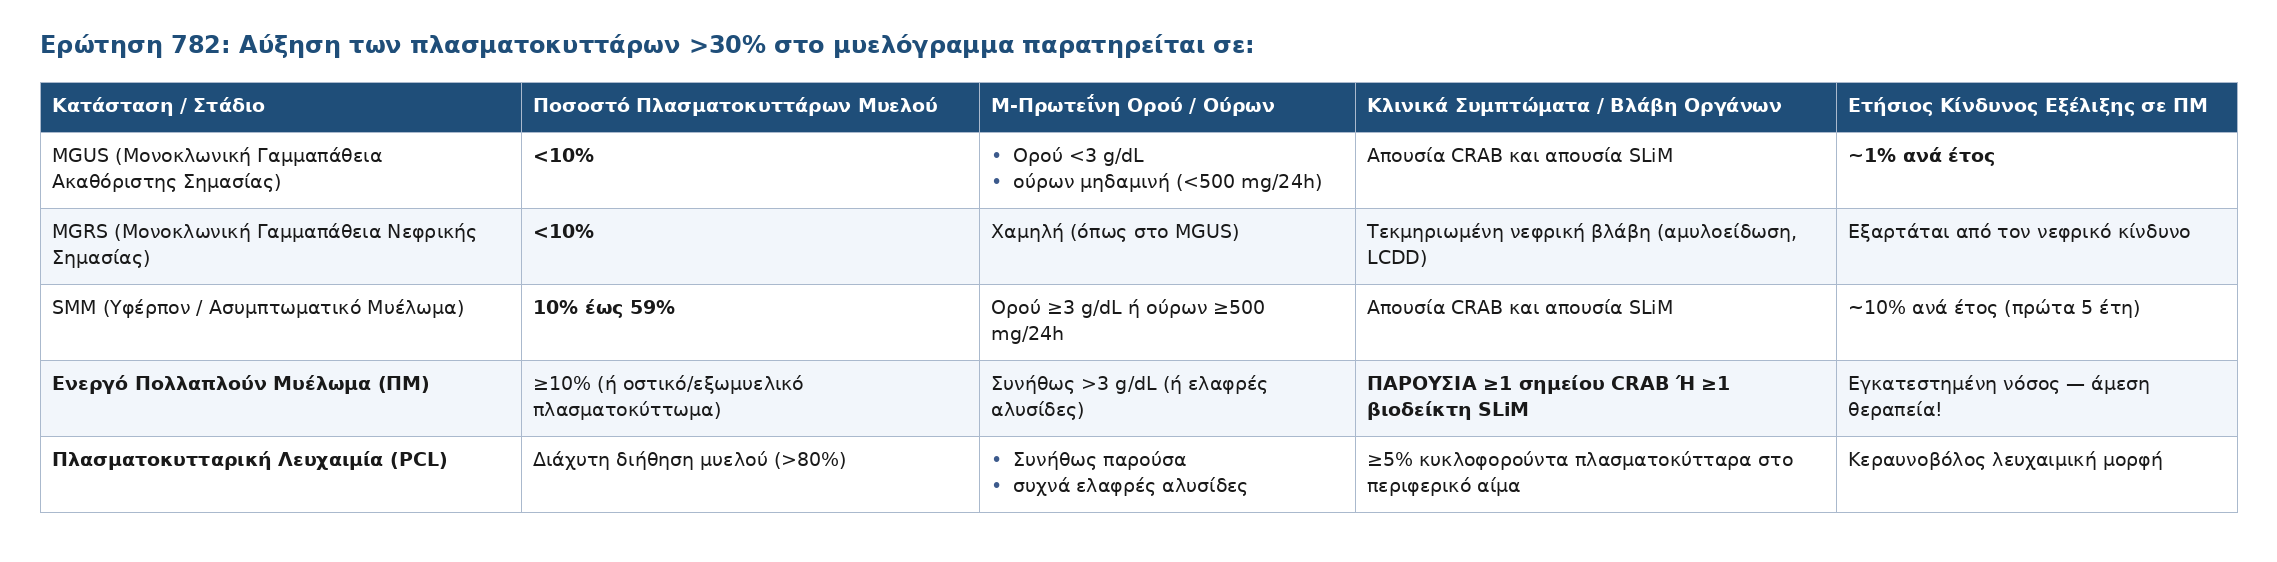 Ερώτηση 782: Αύξηση των πλασματοκυττάρων >30% στο μυελόγραμμα παρατηρείται σε:
Κατάσταση / Στάδιο
Ποσοστό Πλασματοκυττάρων Μυελού
Μ-Πρωτεΐνη Ορού / Ούρων
Κλινικά Συμπτώματα / Βλάβη Οργάνων
Ετήσιος Κίνδυνος Εξέλιξης σε ΠΜ
MGUS (Μονοκλωνική Γαμμαπάθεια
Ακαθόριστης Σημασίας)
<10%
• Ορού <3 g/dL
• ούρων μηδαμινή (<500 mg/24h)
Απουσία CRAB και απουσία SLiM
~1% ανά έτος
MGRS (Μονοκλωνική Γαμμαπάθεια Νεφρικής
Σημασίας)
<10%
Χαμηλή (όπως στο MGUS)
Τεκμηριωμένη νεφρική βλάβη (αμυλοείδωση,
LCDD)
Εξαρτάται από τον νεφρικό κίνδυνο
SMM (Υφέρπον / Ασυμπτωματικό Μυέλωμα)
10% έως 59%
Ορού ≥3 g/dL ή ούρων ≥500
mg/24h
Απουσία CRAB και απουσία SLiM
~10% ανά έτος (πρώτα 5 έτη)
Ενεργό Πολλαπλούν Μυέλωμα (ΠΜ)
≥10% (ή οστικό/εξωμυελικό
πλασματοκύττωμα)
Συνήθως >3 g/dL (ή ελαφρές
αλυσίδες)
ΠΑΡΟΥΣΙΑ ≥1 σημείου CRAB Ή ≥1
βιοδείκτη SLiM
Εγκατεστημένη νόσος — άμεση
θεραπεία!
Πλασματοκυτταρική Λευχαιμία (PCL)
Διάχυτη διήθηση μυελού (>80%)
• Συνήθως παρούσα
• συχνά ελαφρές αλυσίδες
≥5% κυκλοφορούντα πλασματοκύτταρα στο
περιφερικό αίμα
Κεραυνοβόλος λευχαιμική μορφή